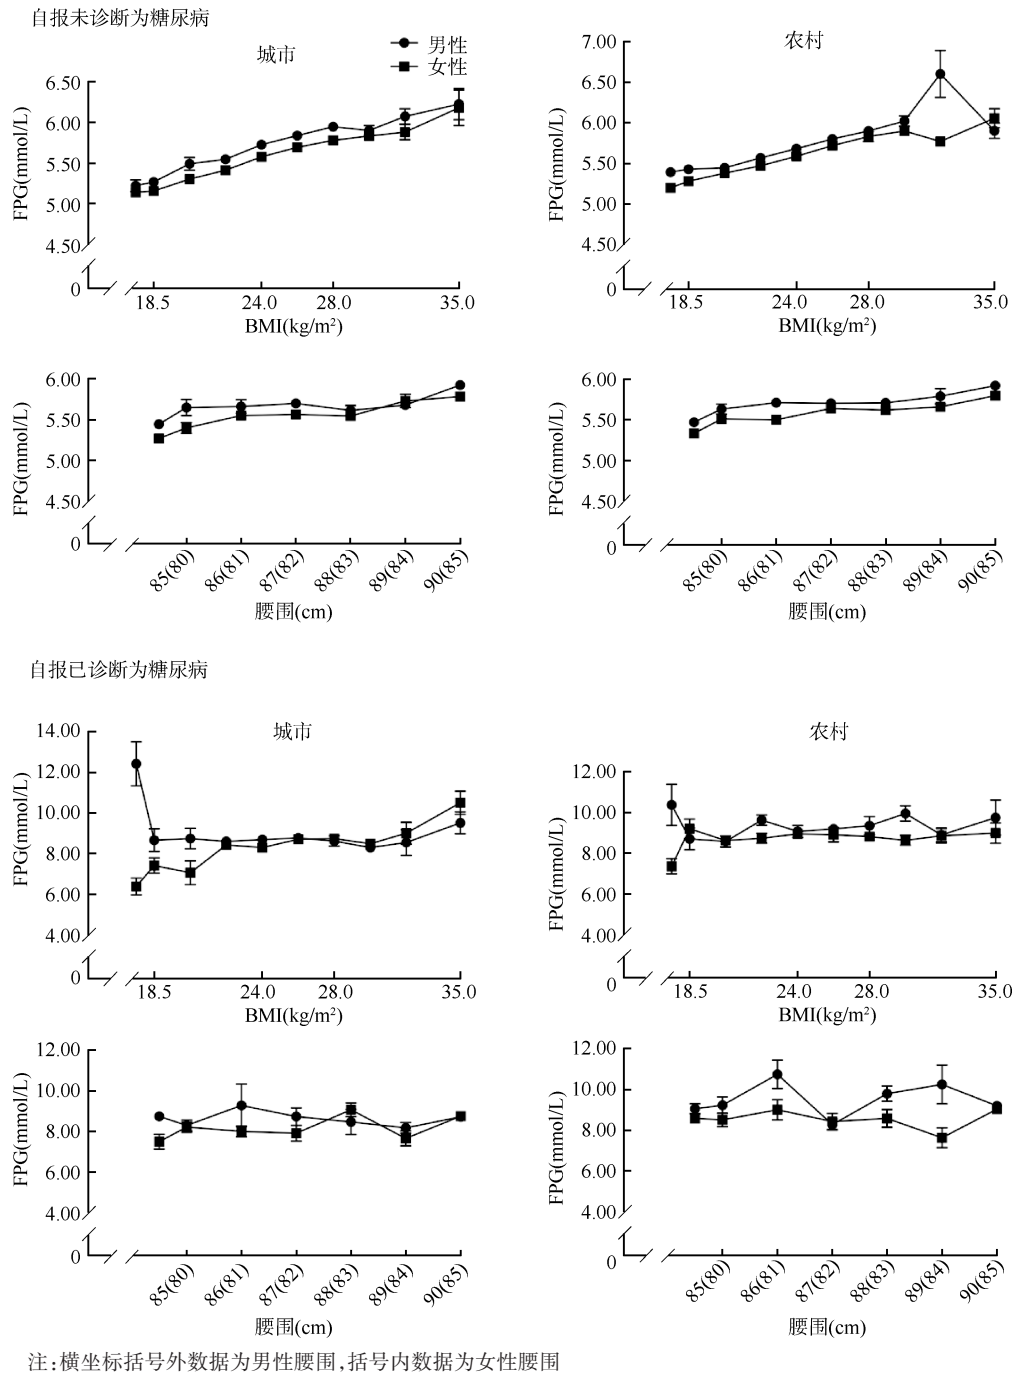 自报未诊断为糖尿病
城市
男性
女性
FPG(mmol/L)
6.50
6.00
5.50
5.00
4.50
0
18.5 24.0 28.0 35.0
BMI(kg/m²)
农村
FPG(mmol/L)
7.00
6.50
6.00
5.50
5.00
4.50
0
18.5 24.0 28.0 35.0
BMI(kg/m²)
FPG(mmol/L)
6.00
5.50
5.00
4.50
0
85(80) 86(81) 87(82) 88(83) 89(84) 90(85)
腰围(cm)
FPG(mmol/L)
6.00
5.50
5.00
4.50
0
85(80) 86(81) 87(82) 88(83) 89(84) 90(85)
腰围(cm)
自报已诊断为糖尿病
城市
FPG(mmol/L)
14.00
12.00
10.00
8.00
6.00
4.00
0
18.5 24.0 28.0 35.0
BMI(kg/m²)
农村
FPG(mmol/L)
12.00
10.00
8.00
6.00
4.00
0
18.5 24.0 28.0 35.0
BMI(kg/m²)
FPG(mmol/L)
12.00
10.00
8.00
6.00
4.00
0
85(80) 86(81) 87(82) 88(83) 89(84) 90(85)
腰围(cm)
FPG(mmol/L)
12.00
10.00
8.00
6.00
4.00
0
85(80) 86(81) 87(82) 88(83) 89(84) 90(85)
腰围(cm)
注:横坐标括号外数据为男性腰围,括号内数据为女性腰围